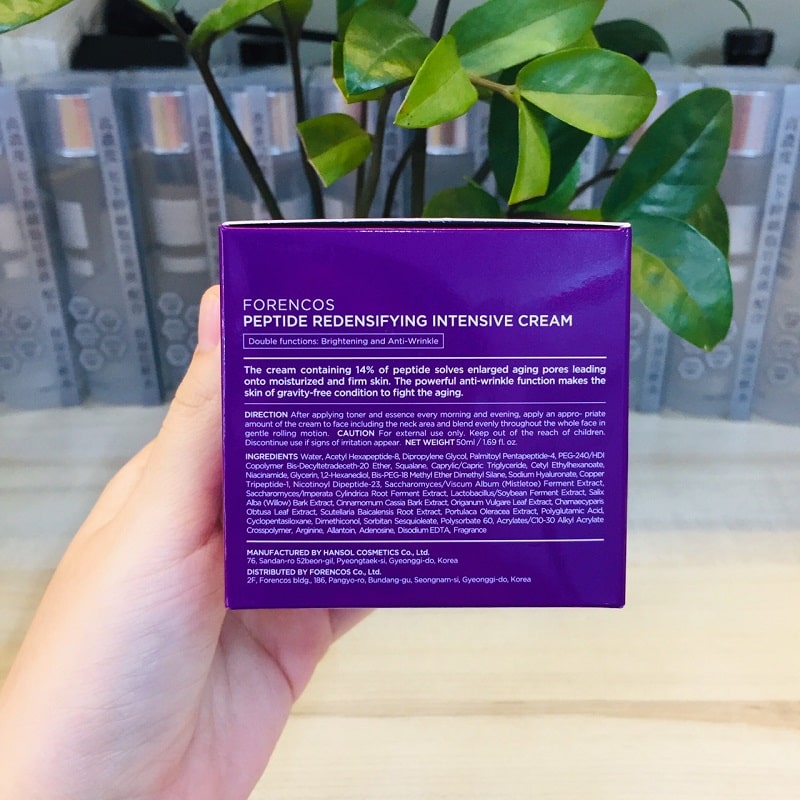 FORENCOS
PEPTIDE REDENSIFYING INTENSIVE CREAM
Double functions: Brightening and Anti-Wrinkle
The cream containing 14% of peptide solves enlarged aging pores leading
onto moisturized and firm skin. The powerful anti-wrinkle function makes the
skin of gravity-free condition to fight the aging.
DIRECTION After applying toner and essence every morning and evening, apply an appro- priate
amount of the cream to face including the neck area and blend evenly throughout the whole face in
gentle rolling motion. CAUTION For external use only. Keep out of the reach of children.
Discontinue use if signs of irritation appear. NET WEIGHT 50ml / 1.69 fl. oz.
INGREDIENTS Water, Acetyl Hexapeptide-8, Dipropylene Glycol, Palmitoyl Pentapeptide-4, PEG-240/HDI
Copolymer Bis-Decyltetradeceth-20 Ether, Squalane, Caprylic/Capric Triglyceride, Cetyl Ethylhexanoate,
Niacinamide, Glycerin, 1,2-Hexanediol, Bis-PEG-18 Methyl Ether Dimethyl Silane, Sodium Hyaluronate, Copper
Tripeptide-1, Nicotinoyl Dipeptide-23, Saccharomyces/Viscum Album (Mistletoe) Ferment Extract,
Saccharomyces/Imperata Cylindrica Root Ferment Extract, Lactobacillus/Soybean Ferment Extract, Salix
Alba (Willow) Bark Extract, Cinnamomum Cassia Bark Extract, Origanum Vulgare Leaf Extract, Chamaecyparis
Obtusa Leaf Extract, Scutellaria Baicalensis Root Extract, Portulaca Oleracea Extract, Polyglutamic Acid,
Cyclopentasiloxane, Dimethiconol, Sorbitan Sesquioleate, Polysorbate 60, Acrylates/C10-30 Alkyl Acrylate
Crosspolymer, Arginine, Allantoin, Adenosine, Disodium EDTA, Fragrance
MANUFACTURED BY HANSOL COSMETICS Co., Ltd.
76, Sandan-ro 52beon-gil, Pyeongtaek-si, Gyeonggi-do, Korea
DISTRIBUTED BY FORENCOS Co., Ltd.
2F, Forencos bldg., 186, Pangyo-ro, Bundang-gu, Seongnam-si, Gyeonggi-do, Korea